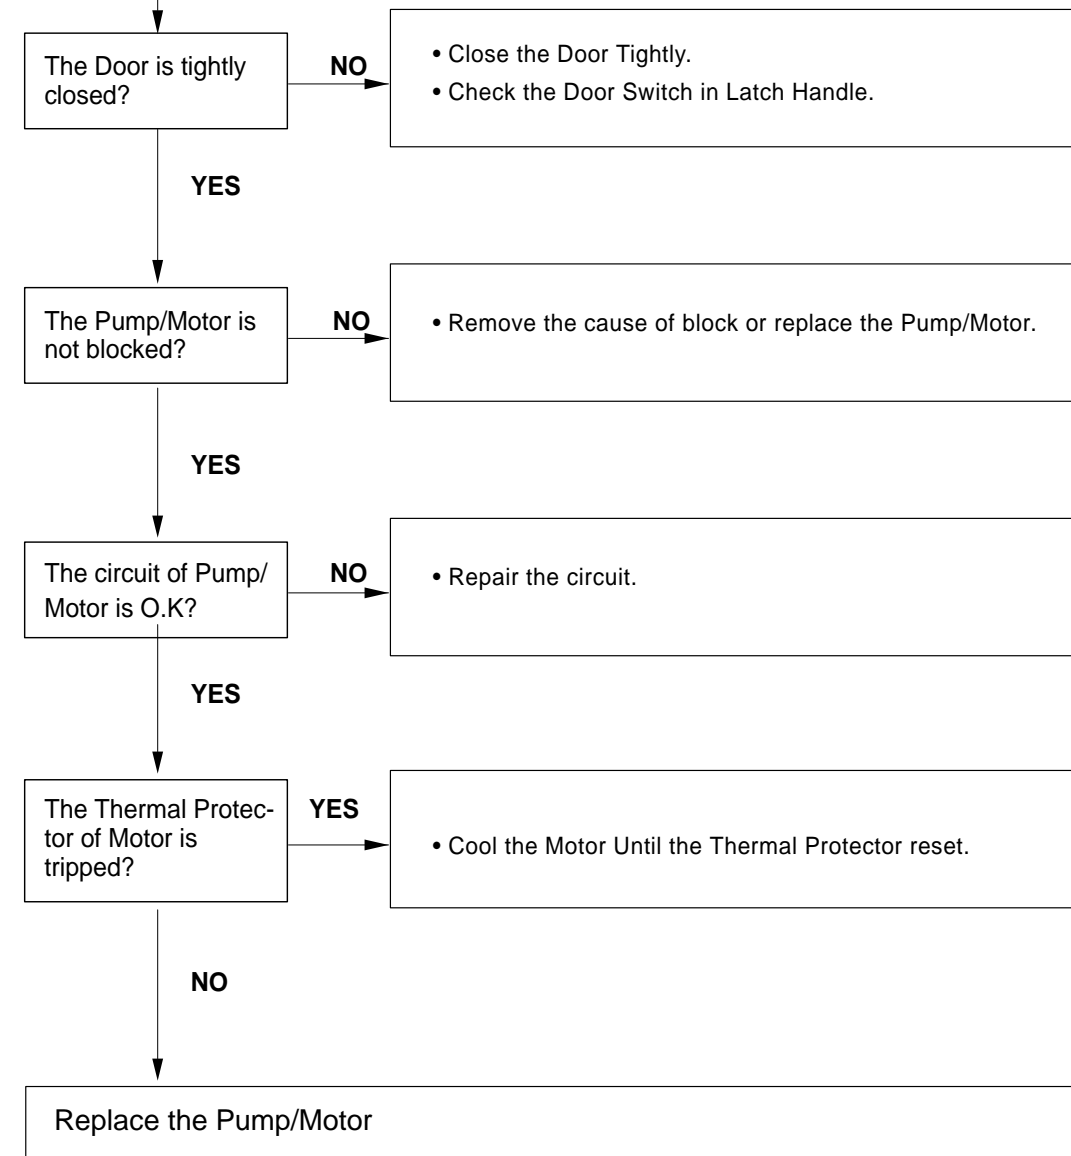 The Door is tightly
closed?
NO
• Close the Door Tightly.
• Check the Door Switch in Latch Handle.
YES
The Pump/Motor is
not blocked?
NO
• Remove the cause of block or replace the Pump/Motor.
YES
The circuit of Pump/
Motor is O.K?
NO
• Repair the circuit.
YES
The Thermal Protec-
tor of Motor is
tripped?
YES
• Cool the Motor Until the Thermal Protector reset.
NO
Replace the Pump/Motor